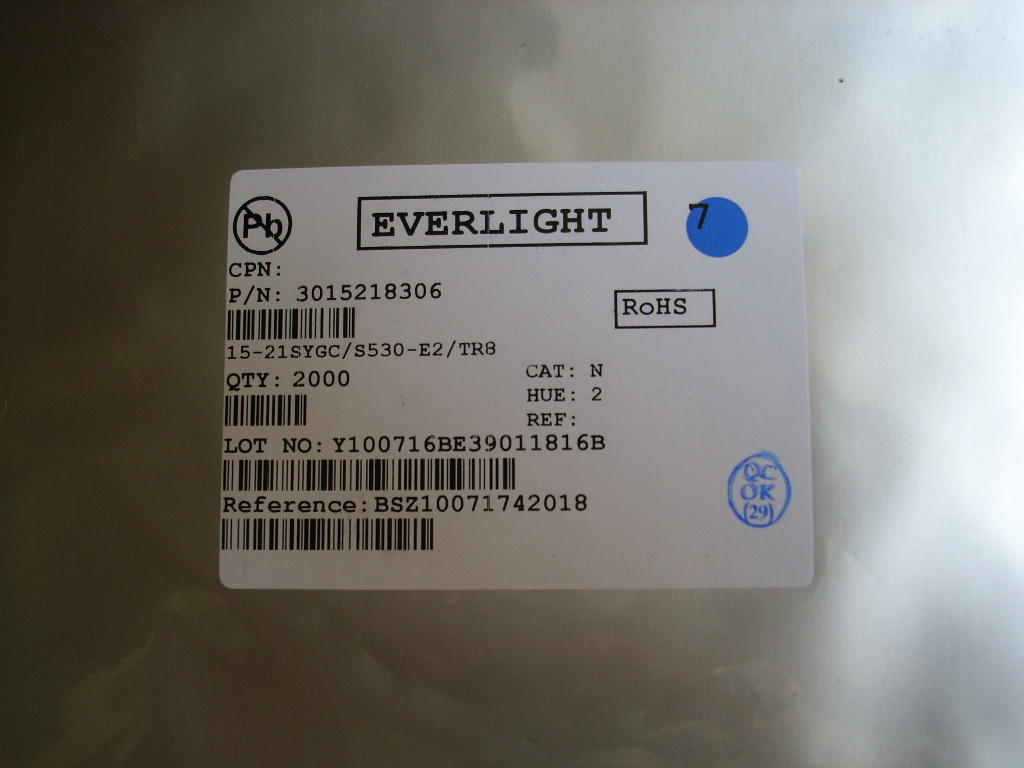 Pb
EVERLIGHT
7
CPN:
P/N: 3015218306
RoHS
15-21SYGC/S530-E2/TR8
QTY: 2000
CAT: N
HUE: 2
REF:
LOT NO: Y100716BE39011816B
Reference: BSZ10071742018
QC
OK
(29)